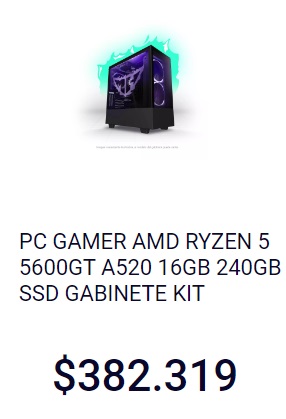 PC GAMER AMD RYZEN 5
5600GT A520 16GB 240GB
SSD GABINETE KIT
$382.319